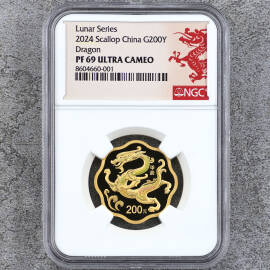 Lunar Series
2024 Scallop China G200Y
Dragon
PF 69 ULTRA CAMEO
8604660-001
NGC
200元